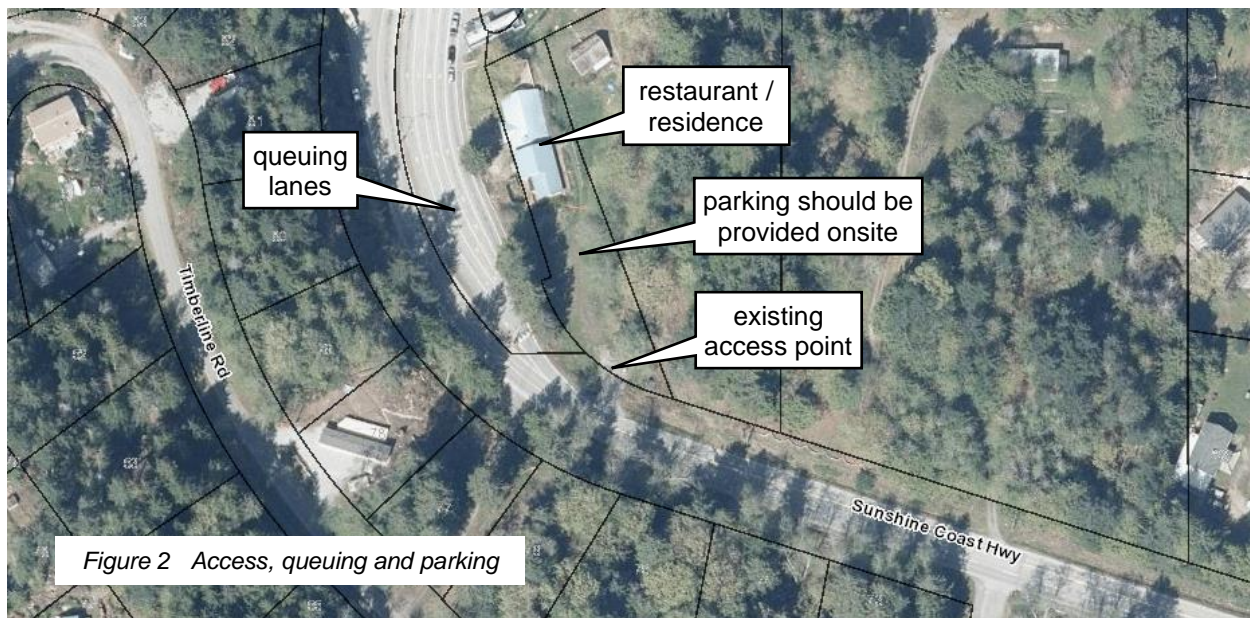 restaurant /
residence
queuing
lanes
parking should be
provided onsite
existing
access point
Timberline Rd
Sunshine Coast Hwy
Figure 2 Access, queuing and parking